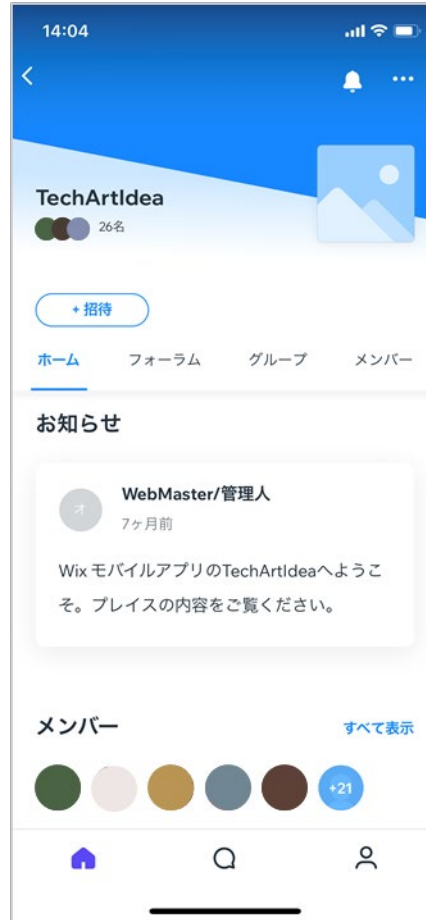 14:04
TechArtIdea
26名
+ 招待
ホーム フォーラム グループ メンバー
お知らせ
オ
WebMaster/管理人
7ヶ月前
Wix モバイルアプリのTechArtIdeaへようこ
そ。プレイスの内容をご覧ください。
メンバー すべて表示
+21